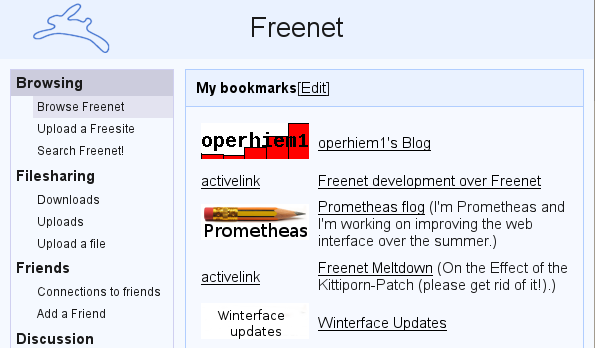 Freenet
Browsing
Browse Freenet
Upload a Freesite
Search Freenet!
Filesharing
Downloads
Uploads
Upload a file
Friends
Connections to friends
Add a Friend
Discussion
My bookmarks[Edit]
operhiem1
operhiem1's Blog
activelink
Freenet development over Freenet
Prometheas
Prometheas flog (I'm Prometheas and
I'm working on improving the web
interface over the summer.)
activelink
Freenet Meltdown (On the Effect of the
Kittiporn-Patch (please get rid of it!).)
Winterface
updates
Winterface Updates